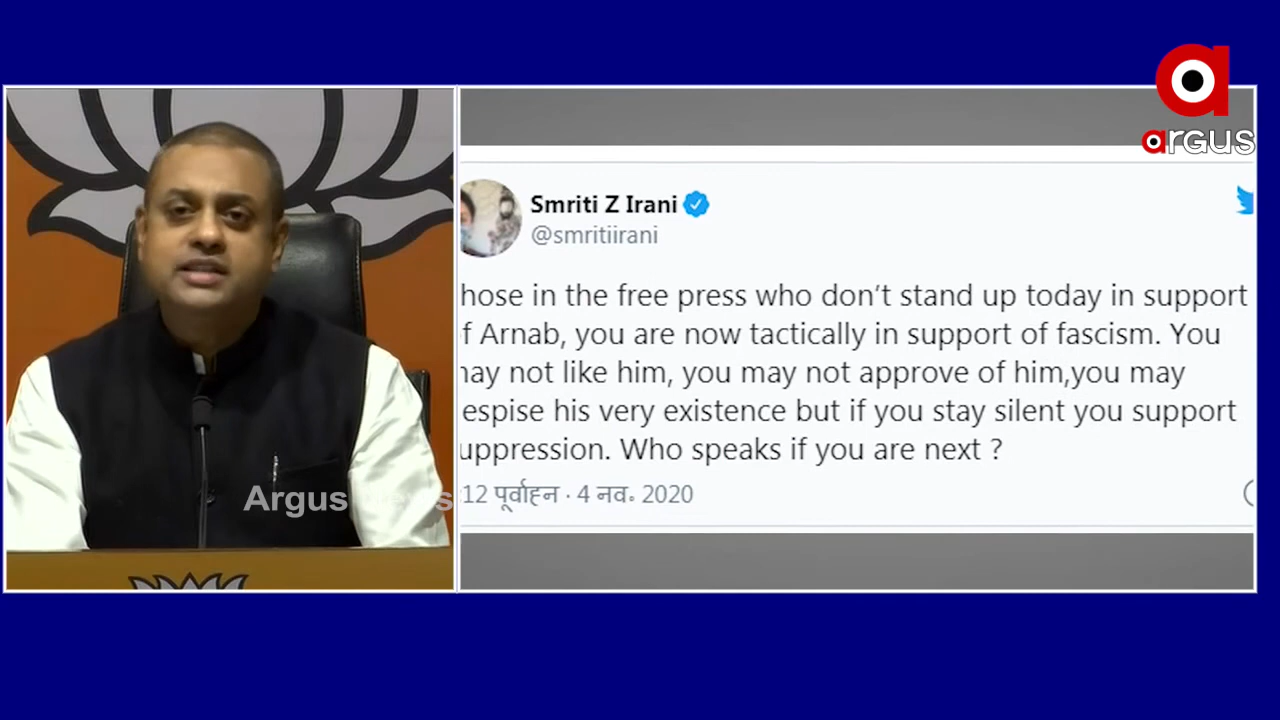 argus
Smriti Z Irani
@smritiirani
hose in the free press who don't stand up today in support
f Arnab, you are now tactically in support of fascism. You
may not like him, you may not approve of him,you may
espise his very existence but if you stay silent you support
uppression. Who speaks if you are next ?
12 पूर्वाह्न · 4 नव॰ 2020
Argus News